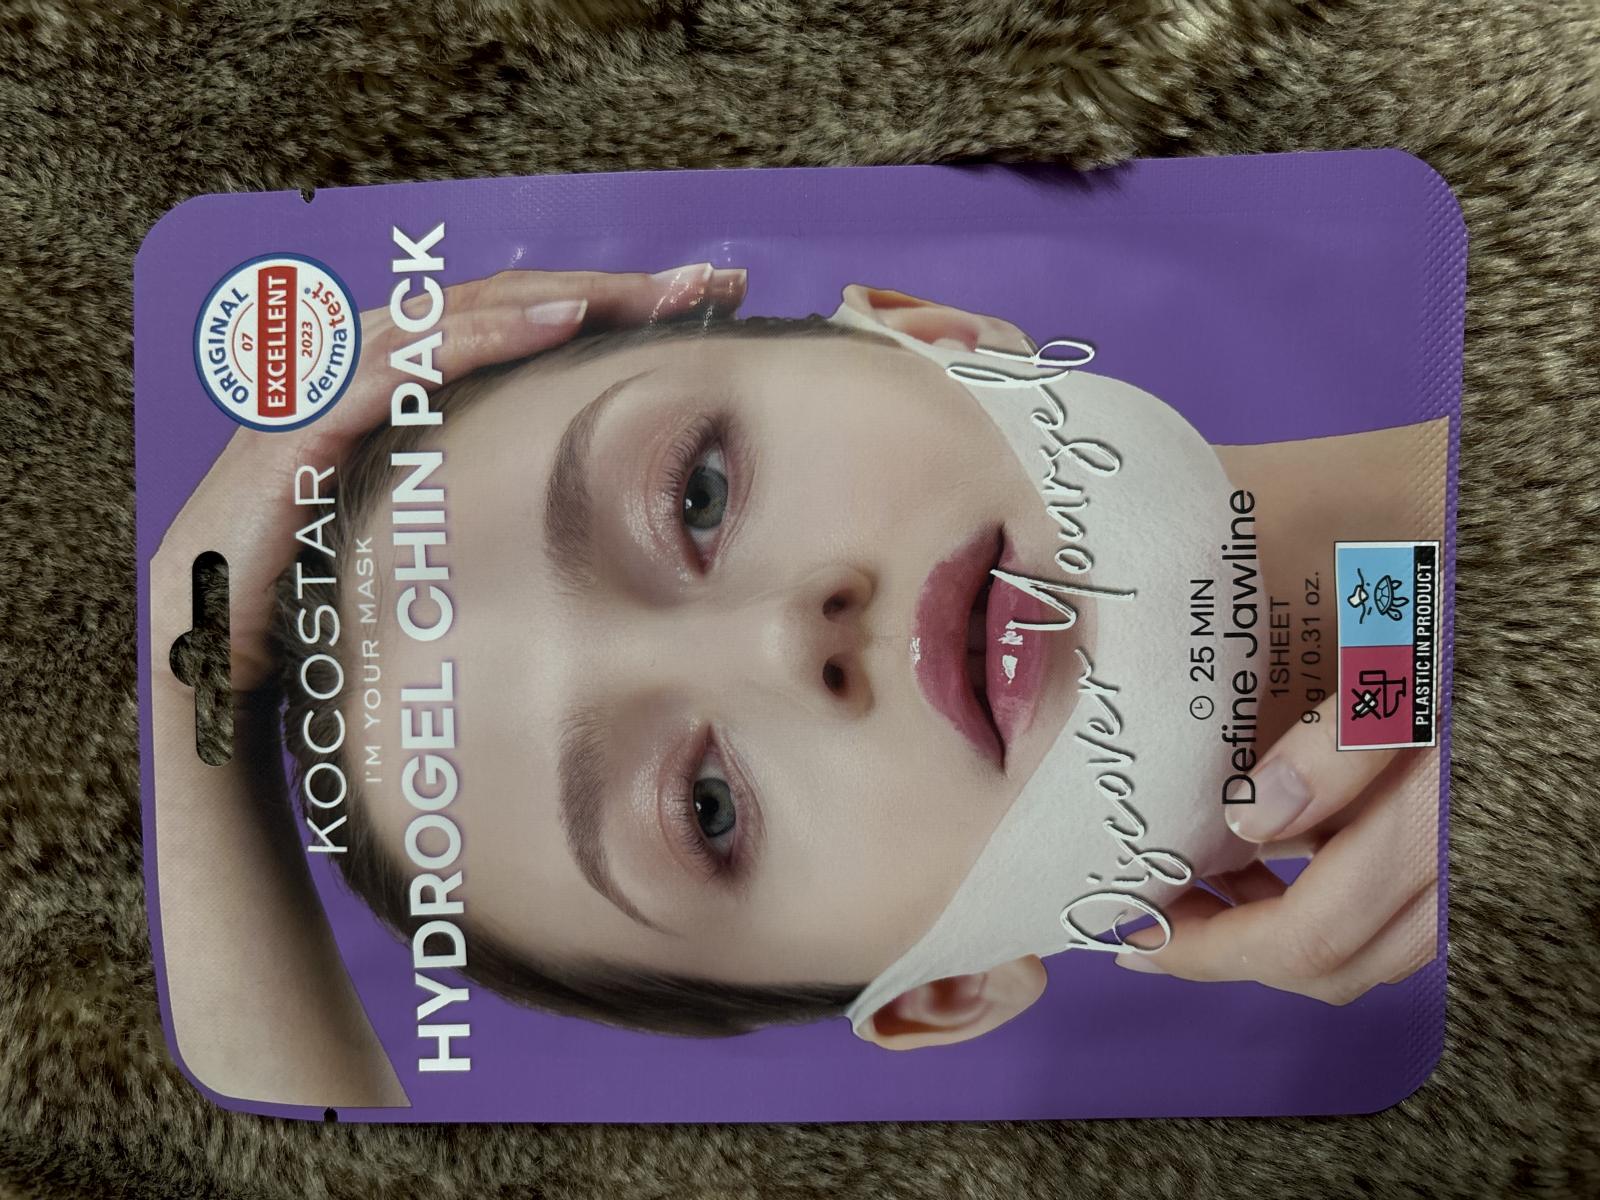 ORIGINAL
07
EXCELLENT
2023
dermatest®
KOCOSTAR
I'M YOUR MASK
HYDROGEL CHIN PACK
Discover Yourself
25 MIN
Define Jawline
1SHEET
9 g / 0.31 oz.
PLASTIC IN PRODUCT